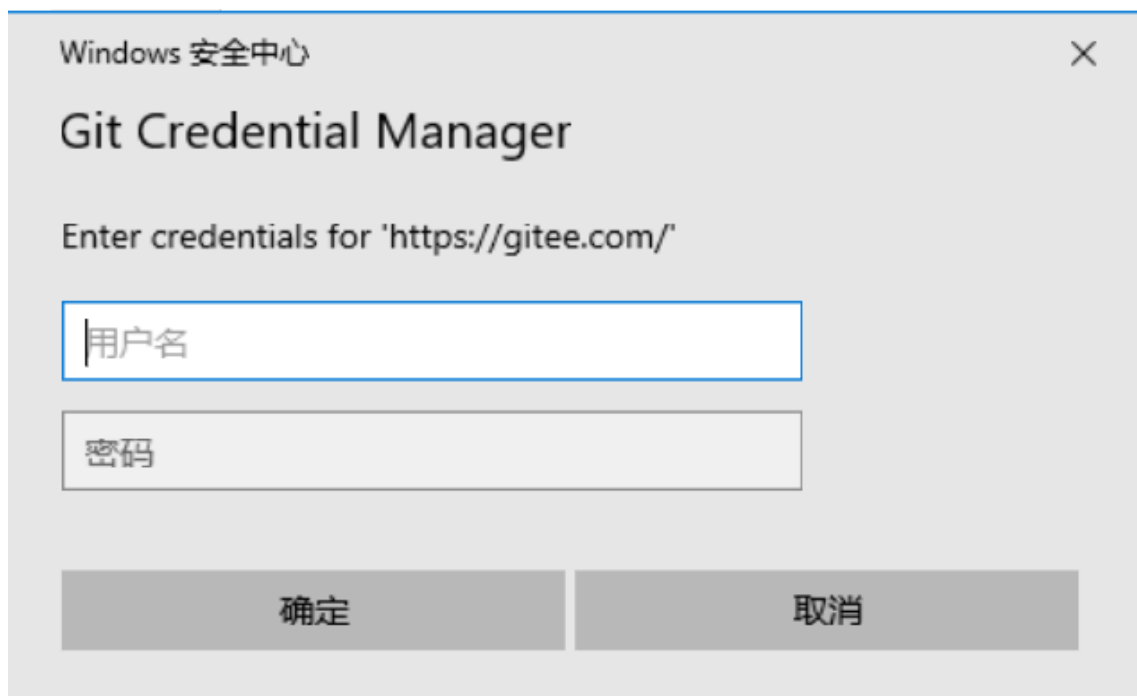 Windows 安全中心
Git Credential Manager
Enter credentials for 'https://gitee.com/'
用户名
密码
确定 取消